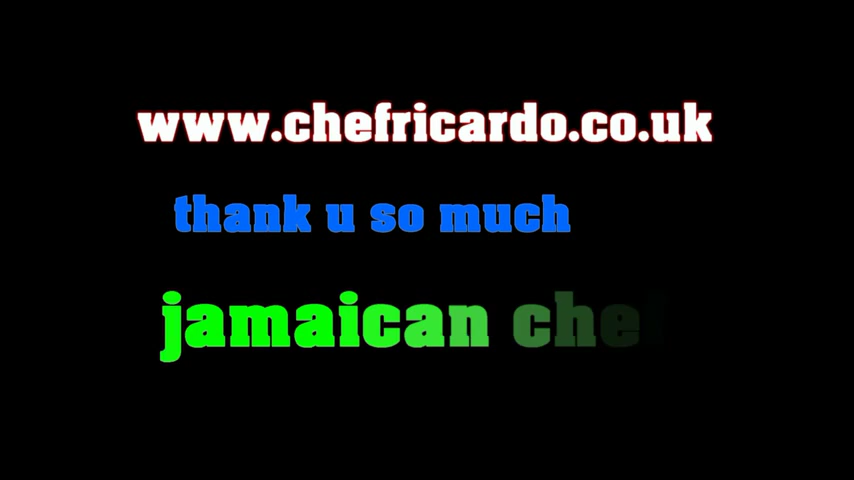 www.chefricardo.co.uk
thank u so much
jamaican chef